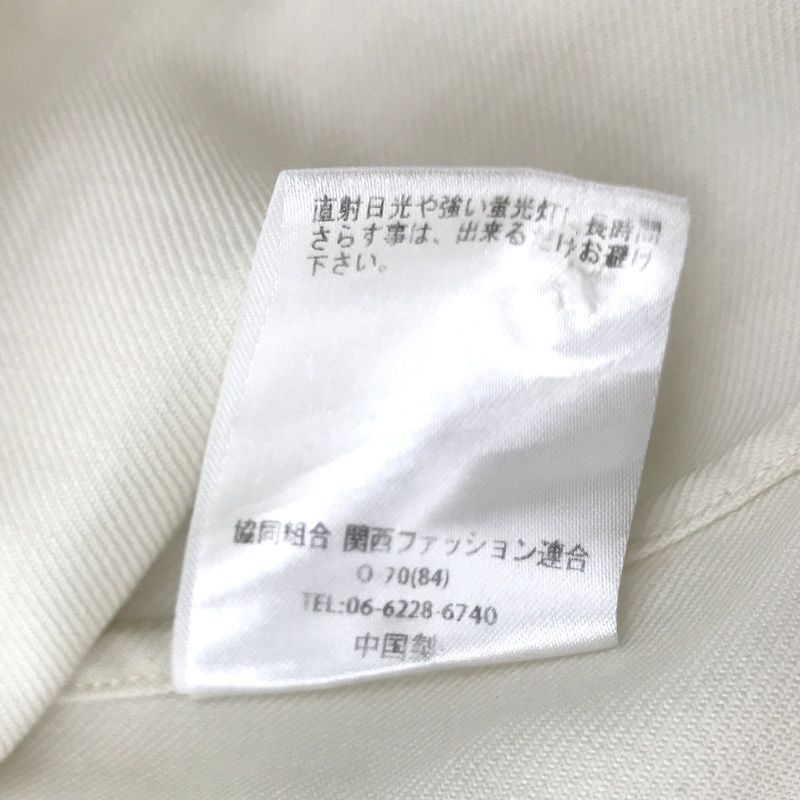 直射日光や強い蛍光灯に、長時間
さらす事は、出来るだけお避け
下さい。
協同組合 関西ファッション連合
O-70(84)
TEL:06-6228-6740
中国製